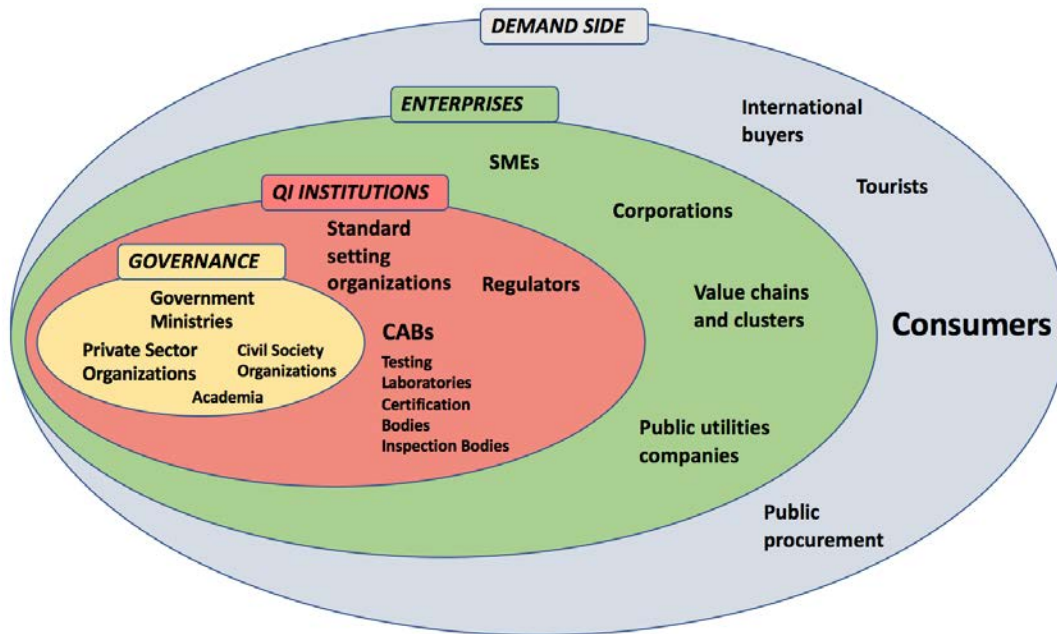 DEMAND SIDE
International
buyers
Tourists
Consumers
Public
procurement
ENTERPRISES
SMEs
Corporations
Value chains
and clusters
Public utilities
companies
QI INSTITUTIONS
Standard
setting
organizations
Regulators
CABs
Testing
Laboratories
Certification
Bodies
Inspection Bodies
GOVERNANCE
Government
Ministries
Private Sector
Organizations
Civil Society
Organizations
Academia